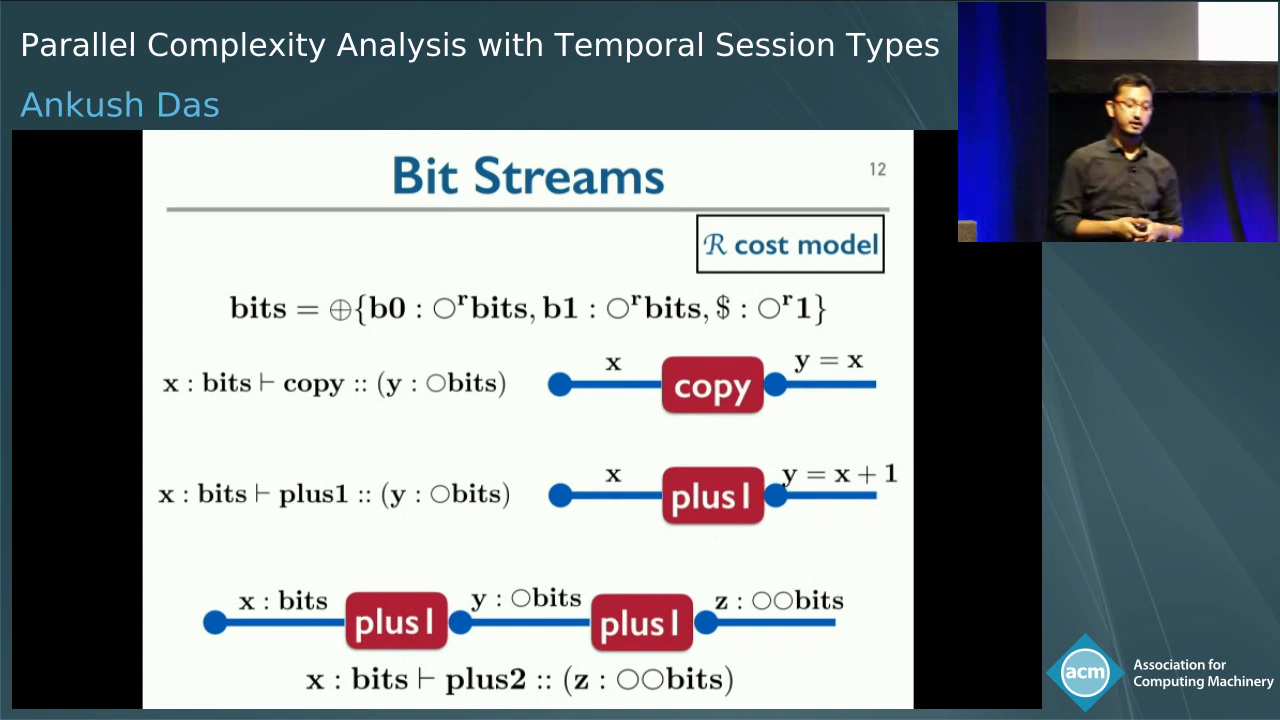 Parallel Complexity Analysis with Temporal Session Types
Ankush Das
Bit Streams
12
ℛ cost model
bits = ⊕{b0 : ○ʳbits, b1 : ○ʳbits, $ : ○ʳ1}
x : bits ⊢ copy :: (y : ○bits)
x
copy
y = x
x : bits ⊢ plus1 :: (y : ○bits)
x
plus1
y = x + 1
x : bits
plus1
y : ○bits
plus1
z : ○○bits
x : bits ⊢ plus2 :: (z : ○○bits)
acm
Association for
Computing Machinery